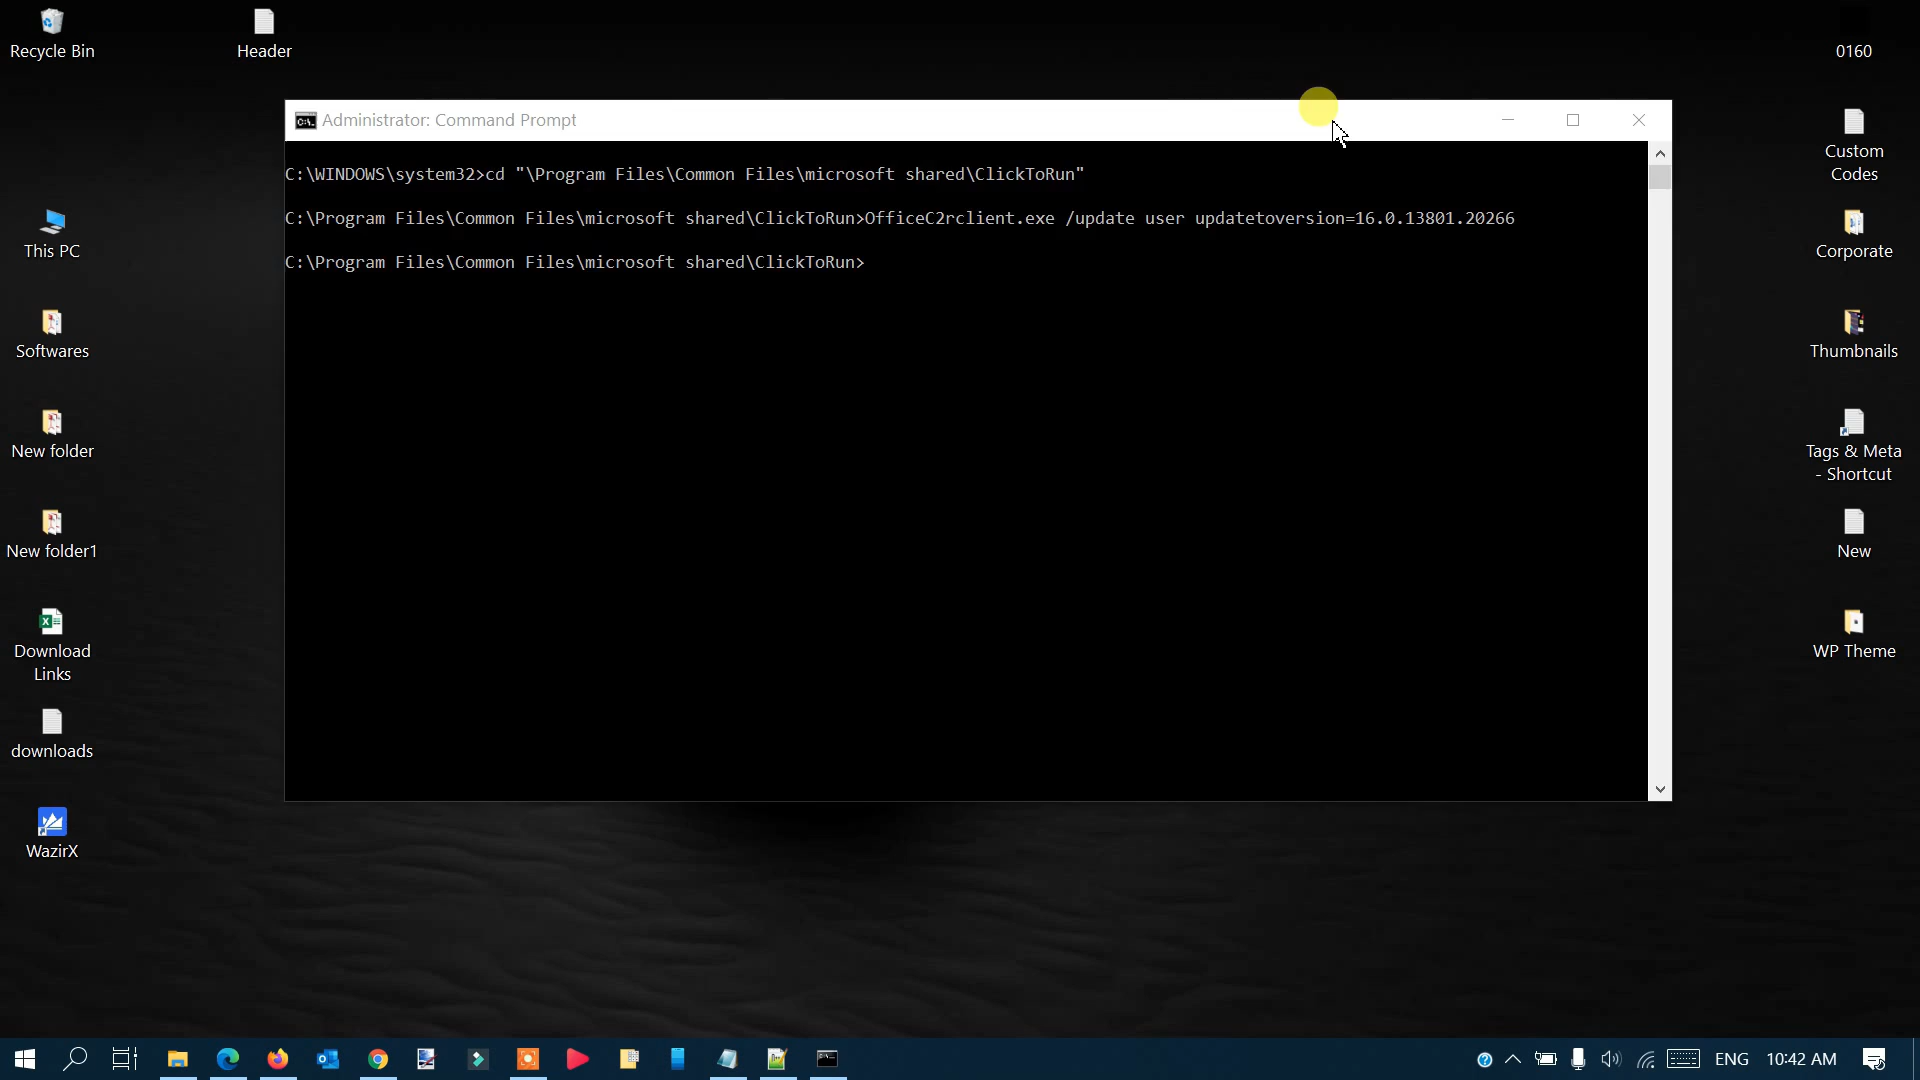 Recycle Bin
Header
0160
Administrator: Command Prompt
C:\WINDOWS\system32>cd "\Program Files\Common Files\microsoft shared\ClickToRun"
C:\Program Files\Common Files\microsoft shared\ClickToRun>OfficeC2rclient.exe /update user updatetoversion=16.0.13801.20266
C:\Program Files\Common Files\microsoft shared\ClickToRun>
This PC
Softwares
New folder
New folder1
Download
Links
downloads
WazirX
Custom
Codes
Corporate
Thumbnails
Tags & Meta
- Shortcut
New
WP Theme
ENG
10:42 AM